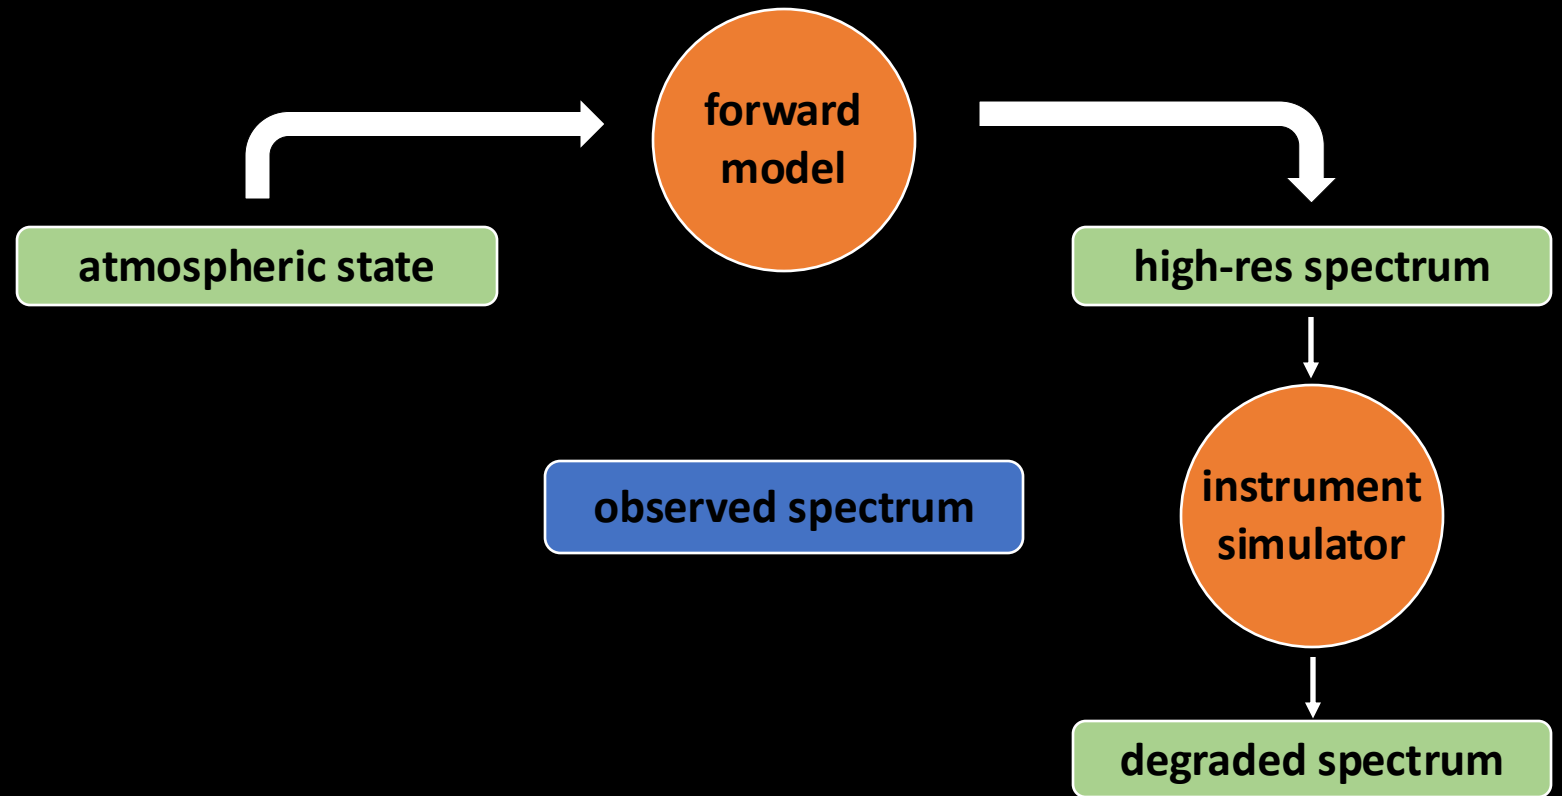 forward
model
atmospheric state
high-res spectrum
observed spectrum
instrument
simulator
degraded spectrum